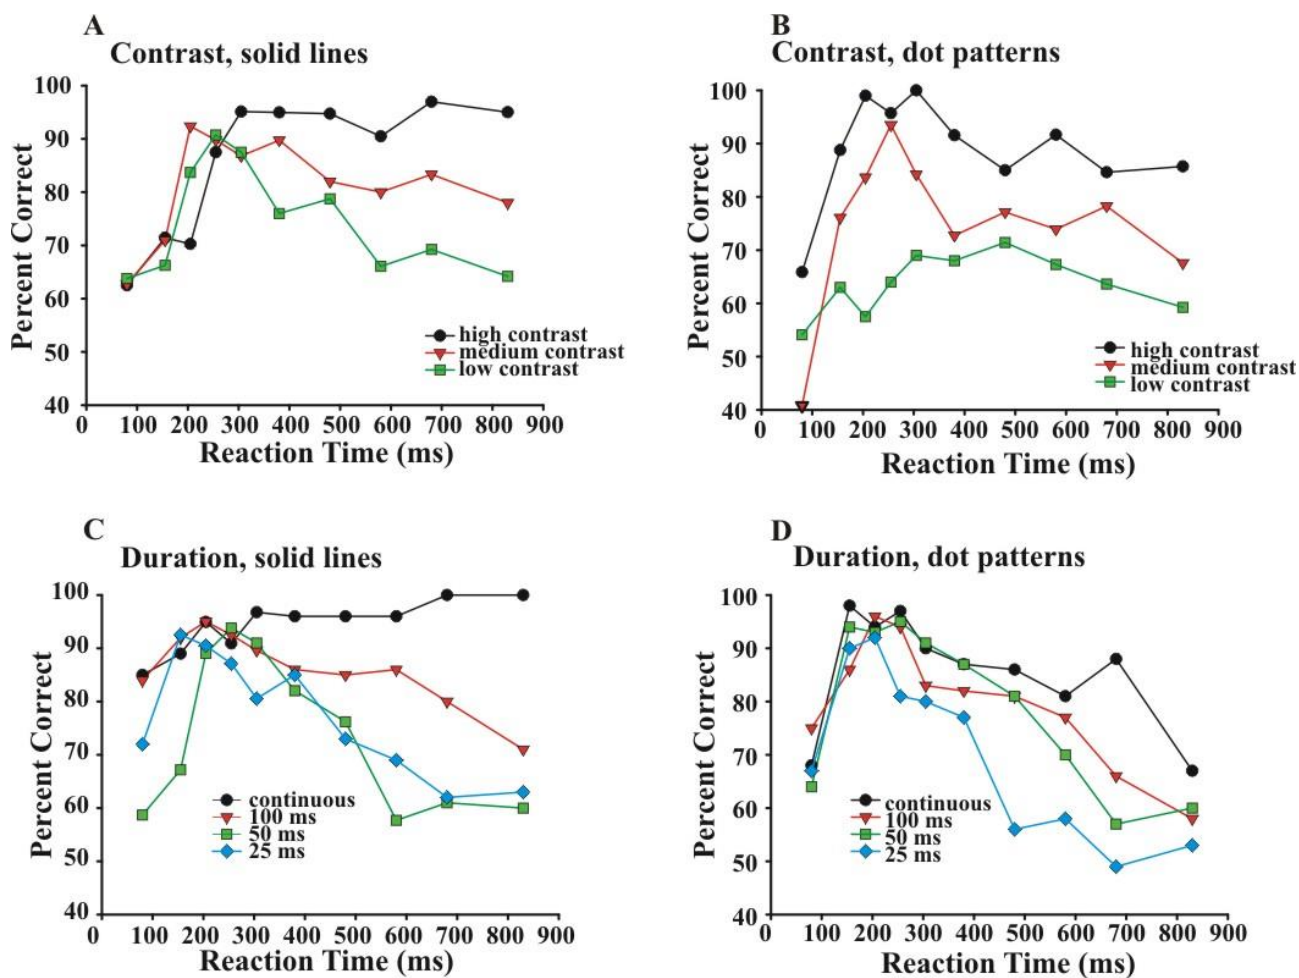 A
Contrast, solid lines
Percent Correct
100
90
80
70
60
50
40
0 100 200 300 400 500 600 700 800 900
Reaction Time (ms)
high contrast
medium contrast
low contrast
B
Contrast, dot patterns
Percent Correct
100
90
80
70
60
50
40
0 100 200 300 400 500 600 700 800 900
Reaction Time (ms)
high contrast
medium contrast
low contrast
C
Duration, solid lines
Percent Correct
100
90
80
70
60
50
40
0 100 200 300 400 500 600 700 800 900
Reaction Time (ms)
continuous
100 ms
50 ms
25 ms
D
Duration, dot patterns
Percent Correct
100
90
80
70
60
50
40
0 100 200 300 400 500 600 700 800 900
Reaction Time (ms)
continuous
100 ms
50 ms
25 ms